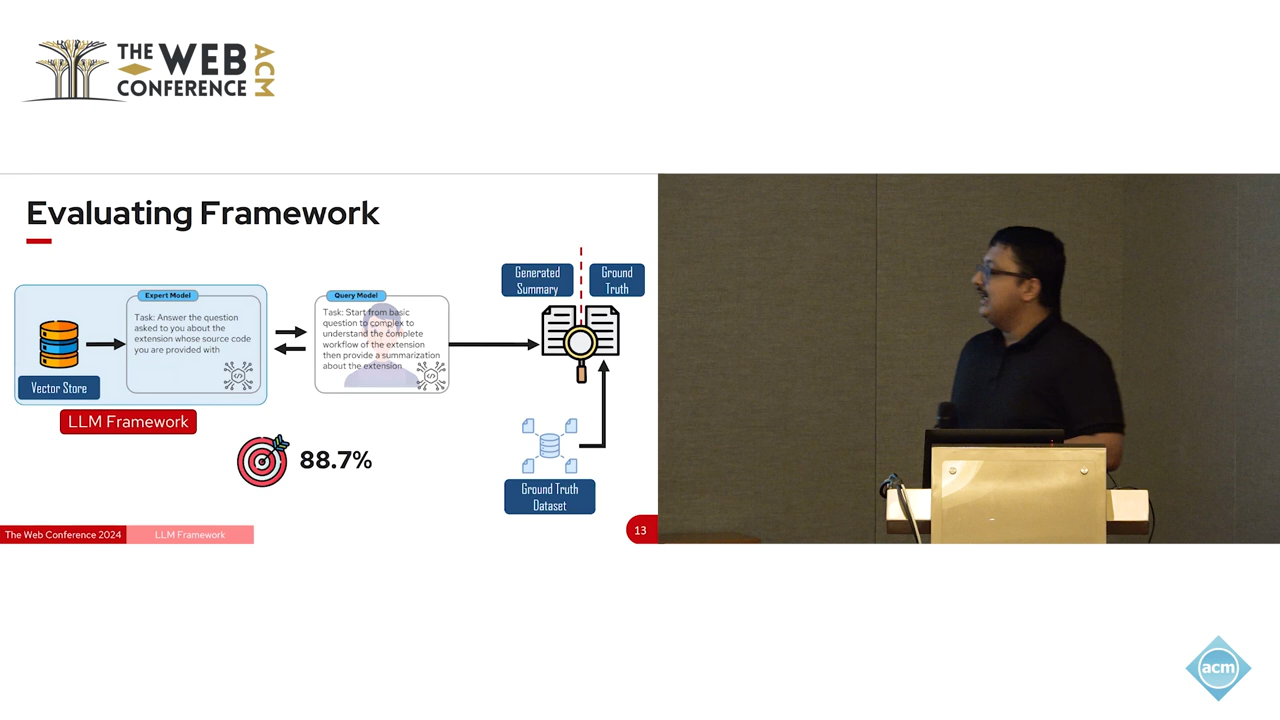 THE WEB
CONFERENCE
ACM
Evaluating Framework
Generated
Summary
Ground
Truth
Expert Model
Task: Answer the question
asked to you about the
extension whose source code
you are provided with
Query Model
Task: Start from basic
question to complex to
understand the complete
workflow of the extension
then provide a summarization
about the extension
Vector Store
LLM Framework
88.7%
Ground Truth
Dataset
The Web Conference 2024
LLM Framework
13
acm